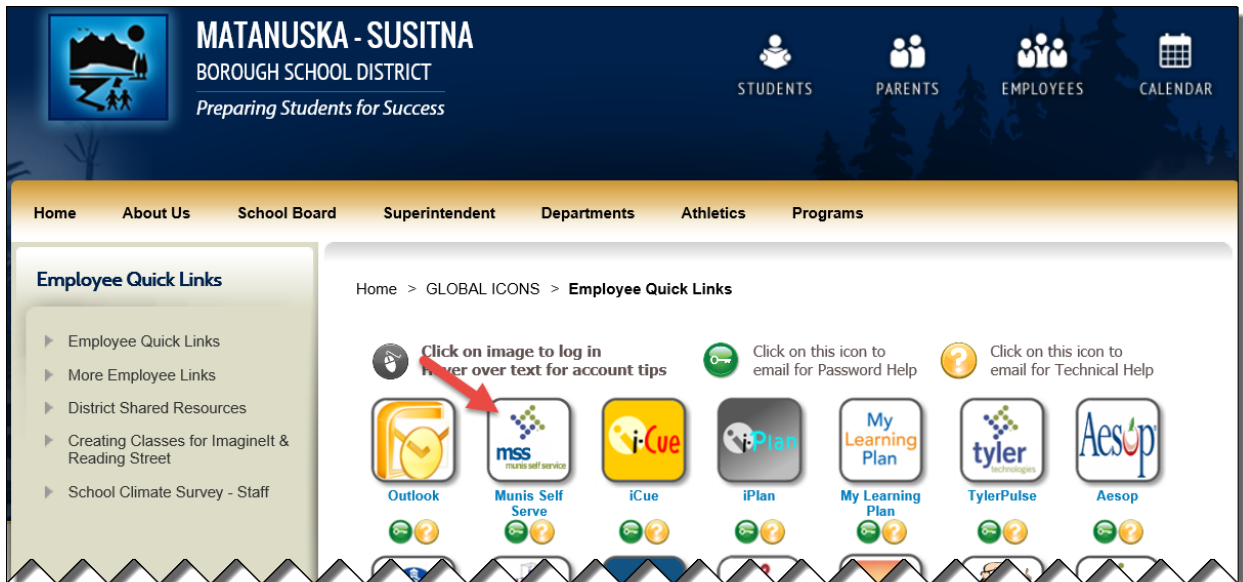 MATANUSKA - SUSITNA
BOROUGH SCHOOL DISTRICT
Preparing Students for Success
STUDENTS
PARENTS
EMPLOYEES
CALENDAR
Home
About Us
School Board
Superintendent
Departments
Athletics
Programs
Employee Quick Links
Employee Quick Links
More Employee Links
District Shared Resources
Creating Classes for ImagineIt &
Reading Street
School Climate Survey - Staff
Home > GLOBAL ICONS > Employee Quick Links
Click on image to log in
Hover over text for account tips
Click on this icon to
email for Password Help
Click on this icon to
email for Technical Help
mss
munis self service
i-Cue
i-Plan
My
Learning
Plan
tyler
technologies
Aesop
Outlook
Munis Self
Serve
iCue
iPlan
My Learning
Plan
TylerPulse
Aesop